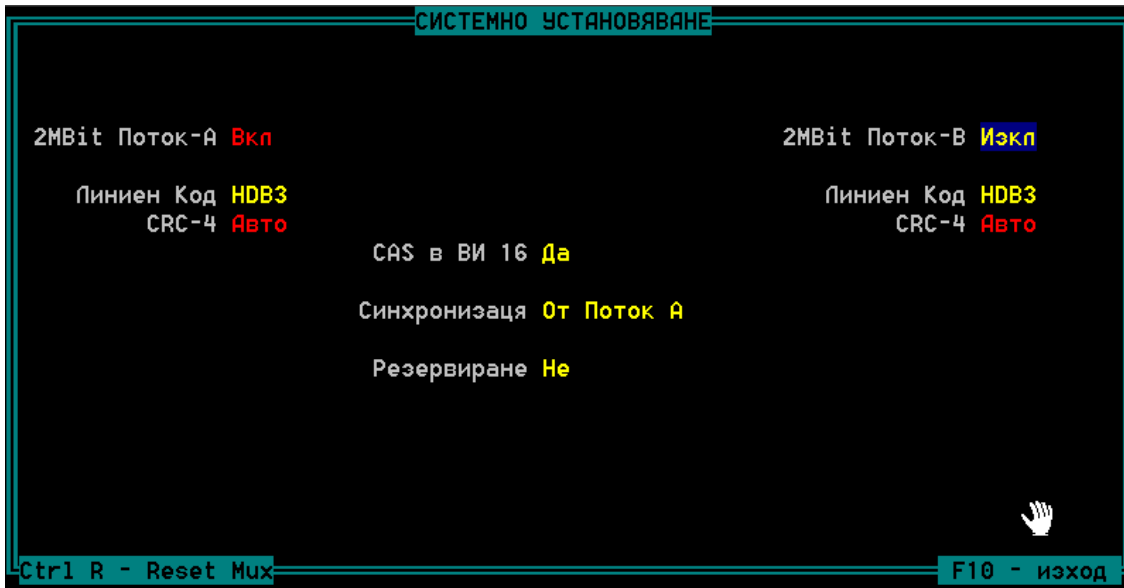 СИСТЕМНО УСТАНОВЯВАНЕ
2MBit Поток-А Вкл 2MBit Поток-В Изкл
Линиен Код HDB3 Линиен Код HDB3
CRC-4 Авто CRC-4 Авто
CAS в ВИ 16 Да
Синхронизаця От Поток А
Резервиране Не
Ctrl R - Reset Mux F10 - изход